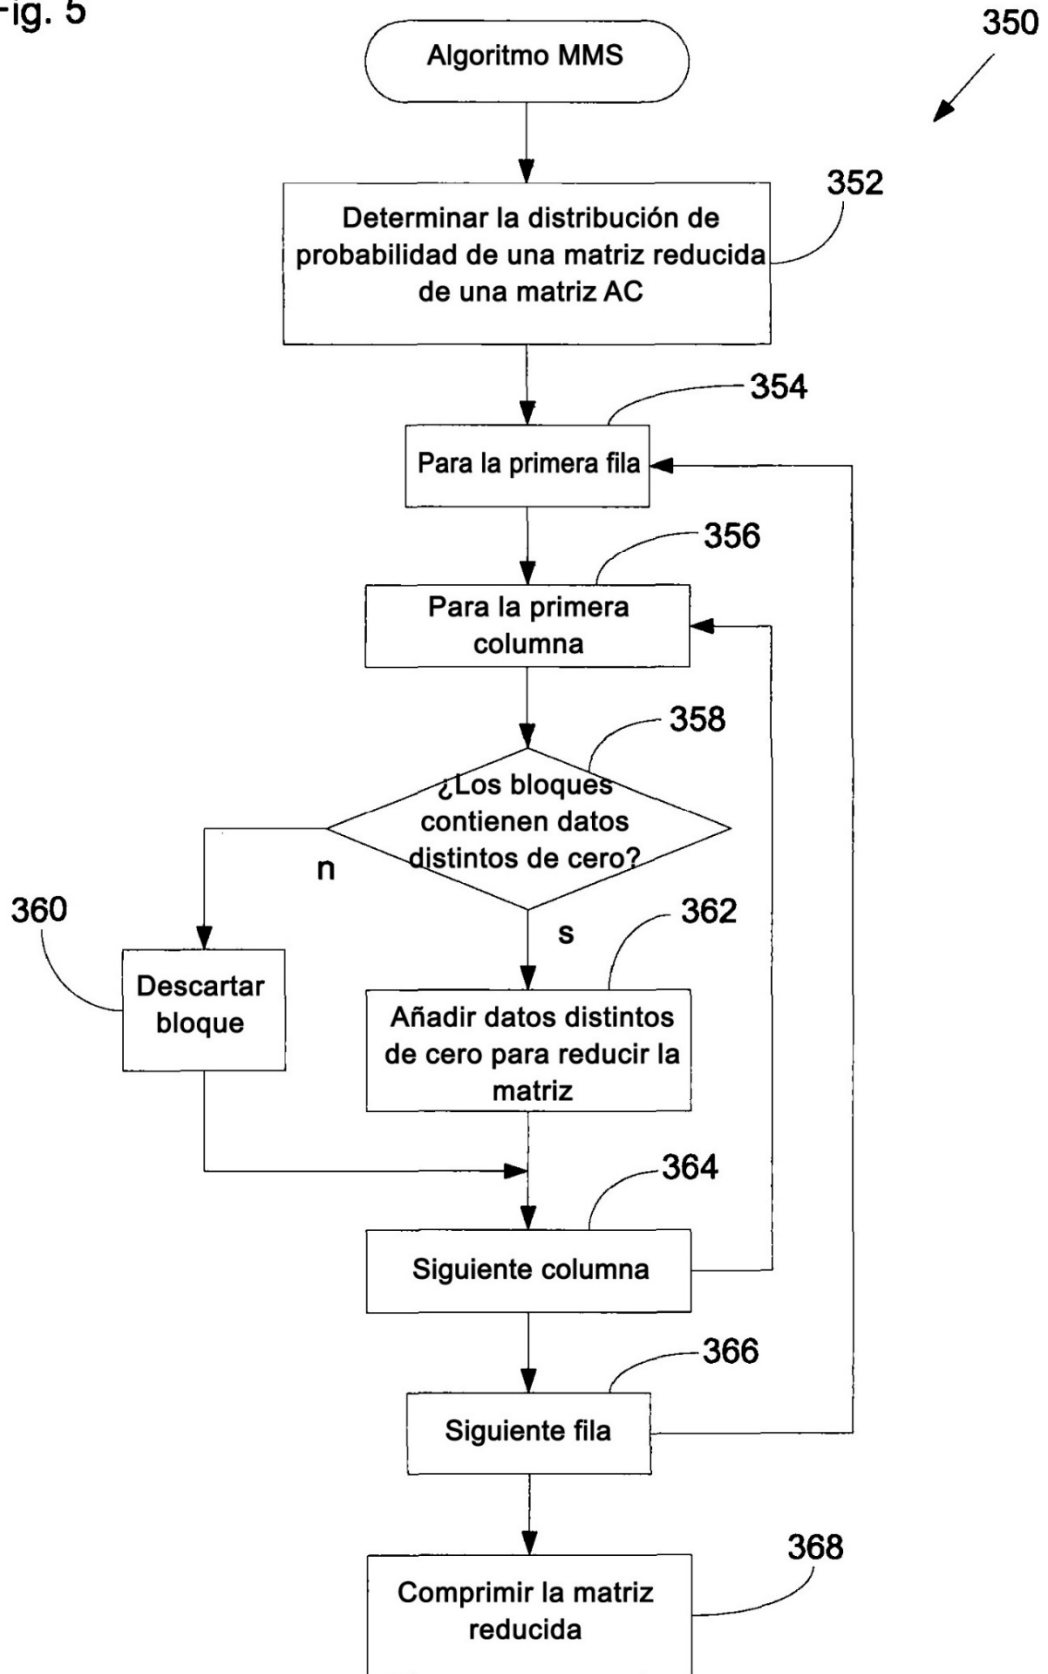 Fig. 5
350
Algoritmo MMS
352
Determinar la distribución de
probabilidad de una matriz reducida
de una matriz AC
354
Para la primera fila
356
Para la primera
columna
358
¿Los bloques
contienen datos
distintos de cero?
n
s
360
362
Descartar
bloque
Añadir datos distintos
de cero para reducir la
matriz
364
Siguiente columna
366
Siguiente fila
368
Comprimir la matriz
reducida